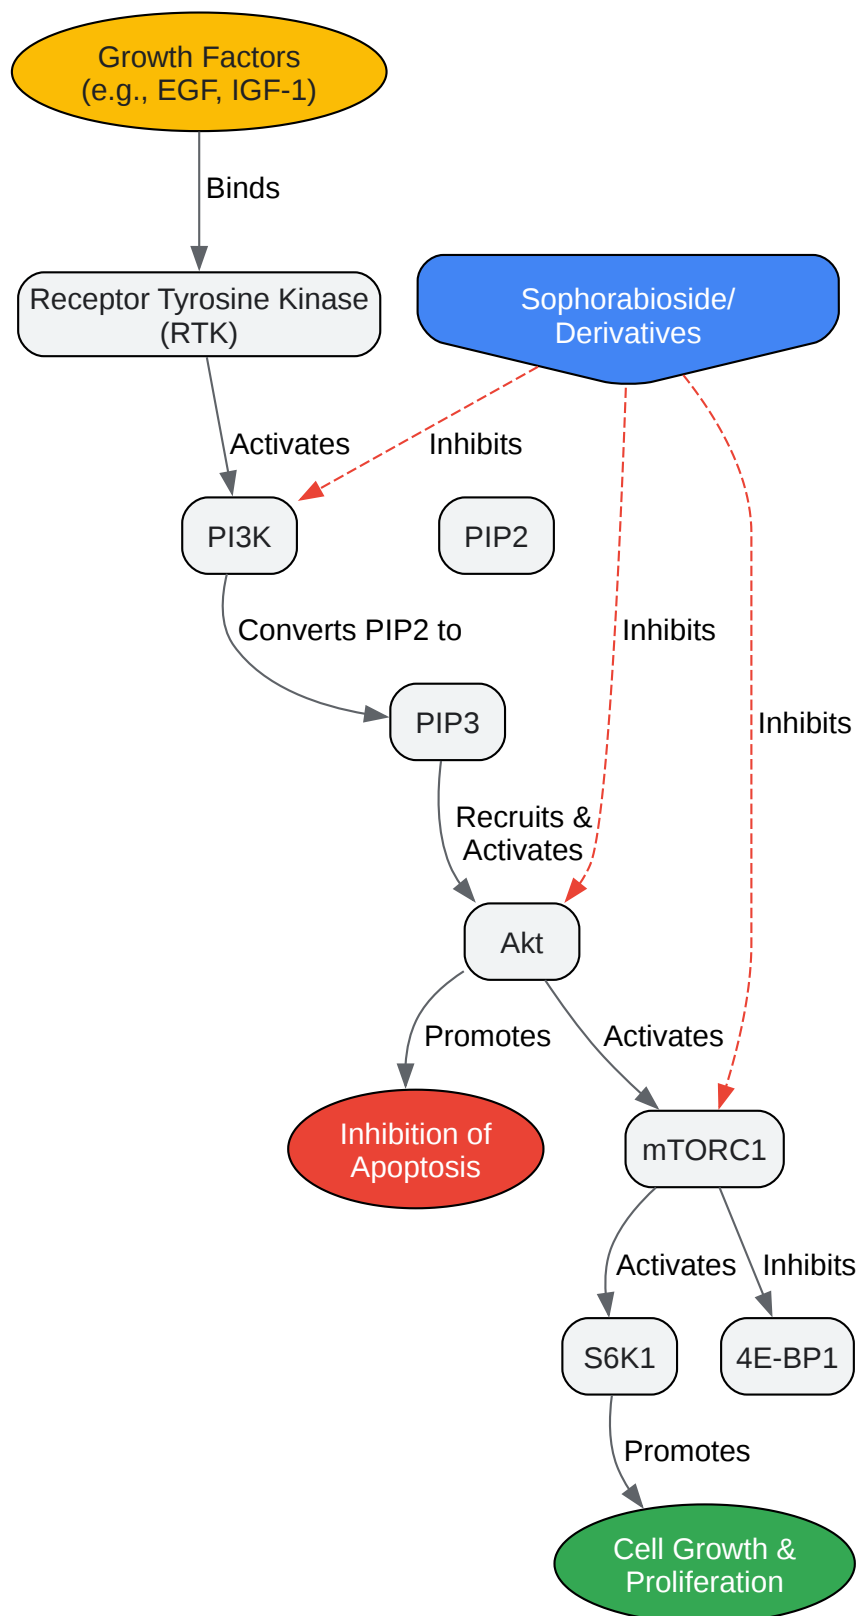 Growth Factors
(e.g., EGF, IGF-1)
Binds
Receptor Tyrosine Kinase
(RTK)
Sophorabioside/
Derivatives
Activates
Inhibits
PI3K
PIP2
Converts PIP2 to
Inhibits
PIP3
Inhibits
Recruits &
Activates
Akt
Promotes
Activates
Inhibition of
Apoptosis
mTORC1
Activates
Inhibits
S6K1
4E-BP1
Promotes
Cell Growth &
Proliferation